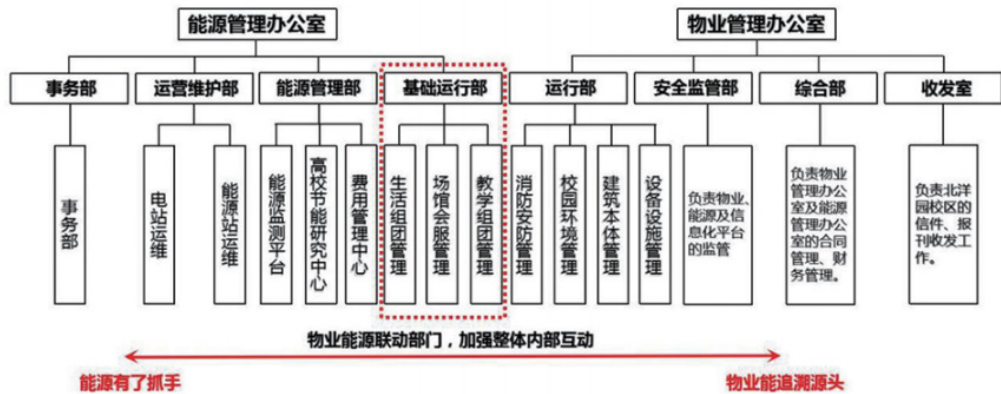 能源管理办公室
物业管理办公室
事务部
运营维护部
能源管理部
基础运行部
运行部
安全监管部
综合部
收发室
事务部
电站运维
能源站运维
能源监测平台
高校节能研究中心
费用管理中心
生活组团管理
场馆会服管理
教学组团管理
消防安防管理
校园环境管理
建筑本体管理
设备设施管理
负责物业、
能源及信
息化平台
的监管
负责物业
管理办公
室及能源
管理办公
室的合同
管理、财
务管理。
负责北洋
园校区的
信件、报
刊收发工
作。
物业能源联动部门，加强整体内部互动
能源有了抓手
物业能追溯源头